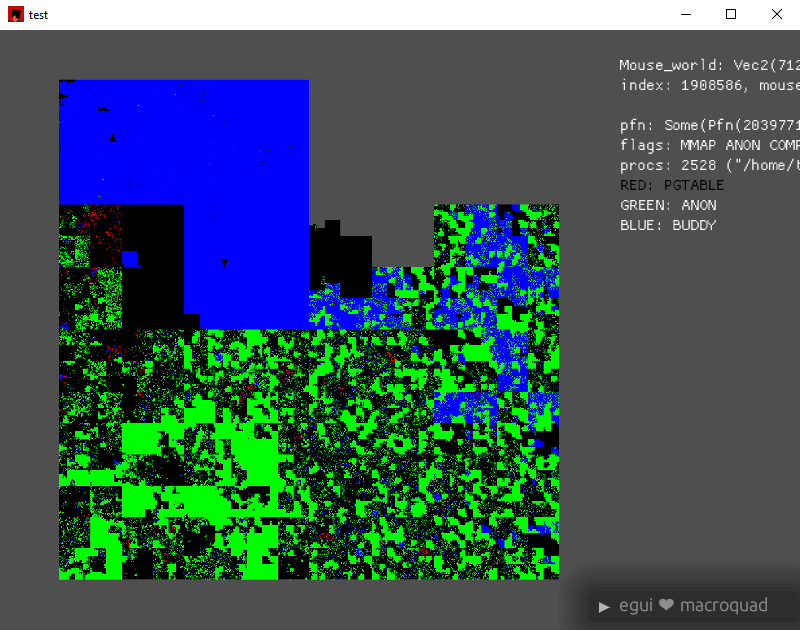 test
Mouse_world: Vec2(712
index: 1908586, mouse
pfn: Some(Pfn(2039771
flags: MMAP ANON COMP
procs: 2528 ("/home/t
RED: PGTABLE
GREEN: ANON
BLUE: BUDDY
▶ egui ❤ macroquad